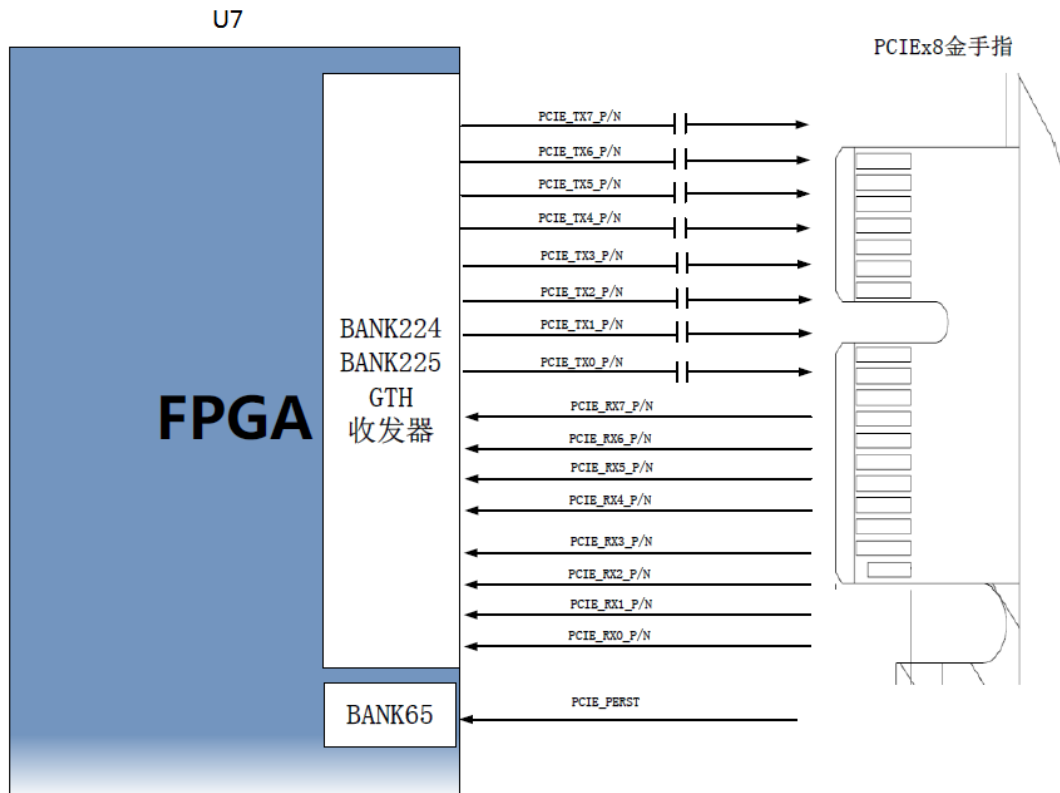 U7
PCIEx8金手指
PCIE_TX7_P/N
PCIE_TX6_P/N
PCIE_TX5_P/N
PCIE_TX4_P/N
PCIE_TX3_P/N
PCIE_TX2_P/N
PCIE_TX1_P/N
PCIE_TX0_P/N
PCIE_RX7_P/N
PCIE_RX6_P/N
PCIE_RX5_P/N
PCIE_RX4_P/N
PCIE_RX3_P/N
PCIE_RX2_P/N
PCIE_RX1_P/N
PCIE_RX0_P/N
PCIE_PERST
FPGA
BANK224
BANK225
GTH
收发器
BANK65